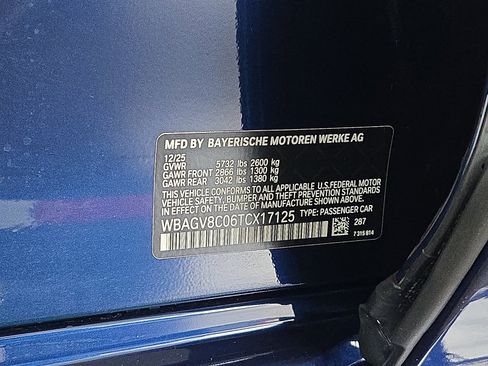 MFD BY BAYERISCHE MOTOREN WERKE AG
12/25
GVWR 5732 lbs 2600 kg
GAWR FRONT 2866 lbs 1300 kg
GAWR REAR 3042 lbs 1380 kg
THIS VEHICLE CONFORMS TO ALL APPLICABLE U.S.FEDERAL MOTOR
VEHICLE SAFETY, BUMPER AND THEFT PREVENTION STANDARDS
IN EFFECT ON THE DATE OF MANUFACTURE SHOWN ABOVE.
WBAGV8C06TCX17125 TYPE: PASSENGER CAR
287
7 315 914